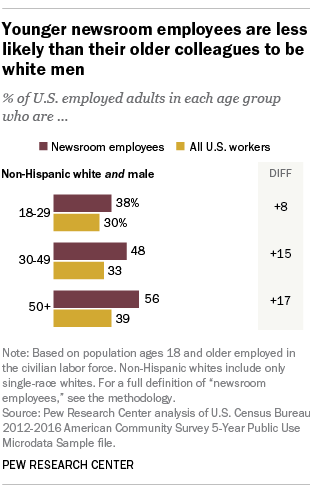 Younger newsroom employees are less
likely than their older colleagues to be
white men
% of U.S. employed adults in each age group
who are ...
Newsroom employees All U.S. workers
Non-Hispanic white and male DIFF
18-29 38% 30% +8
30-49 48 33 +15
50+ 56 39 +17
Note: Based on population ages 18 and older employed in
the civilian labor force. Non-Hispanic whites include only
single-race whites. For a full definition of “newsroom
employees,” see the methodology.
Source: Pew Research Center analysis of U.S. Census Bureau
2012-2016 American Community Survey 5-Year Public Use
Microdata Sample file.
PEW RESEARCH CENTER